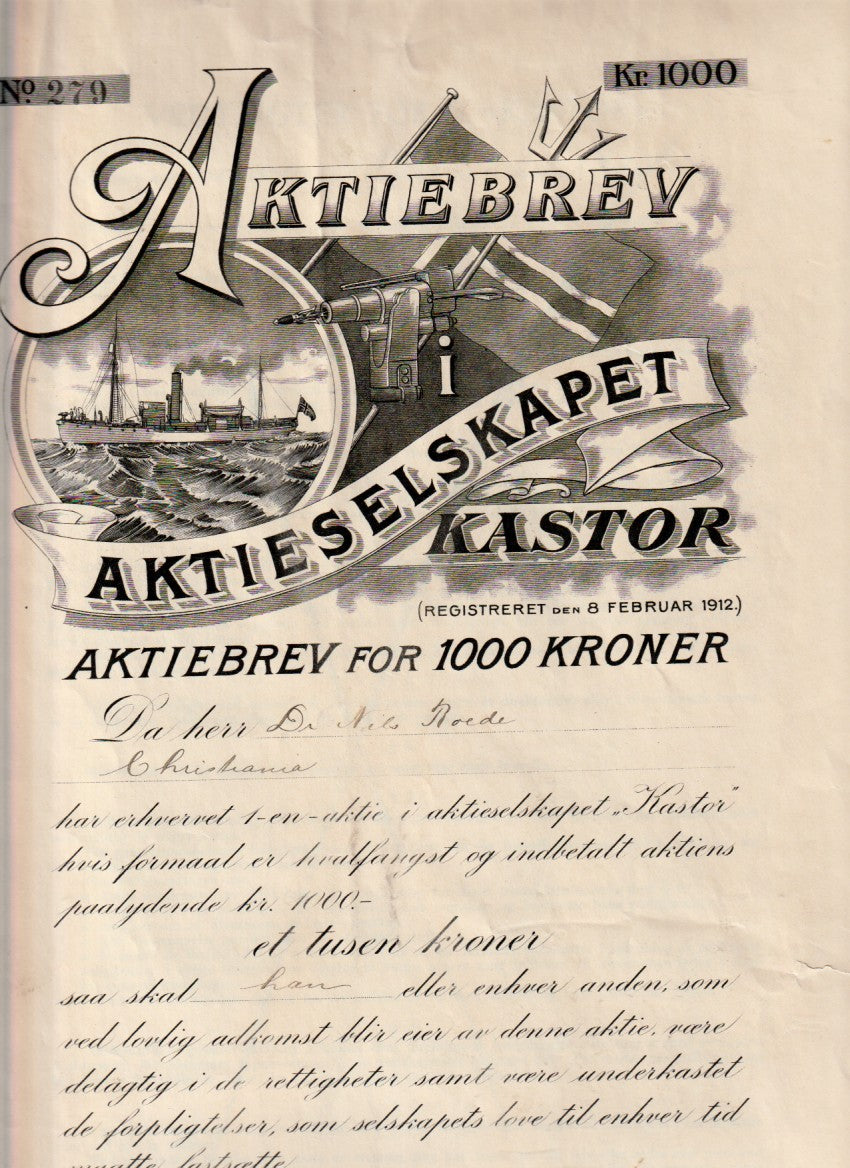 No. 279
Kr. 1000
AKTIEBREV
i
AKTIESELSKAPET
KASTOR
(REGISTRERET DEN 8 FEBRUAR 1912.)
AKTIEBREV FOR 1000 KRONER
Da herr Dr Nils Roede
Christiania
har erhvervet 1-en-aktie i aktieselskapet „Kastor”
hvis formaal er hvalfangst og indbetalt aktiens
paalydende kr. 1000.-
et tusen kroner
saa skal han eller enhver anden, som
ved lovlig adkomst blir eier av denne aktie, være
delagtig i de rettigheter samt være underkastet
de forpligtelser, som selskapets love til enhver tid
maatte fastsætte